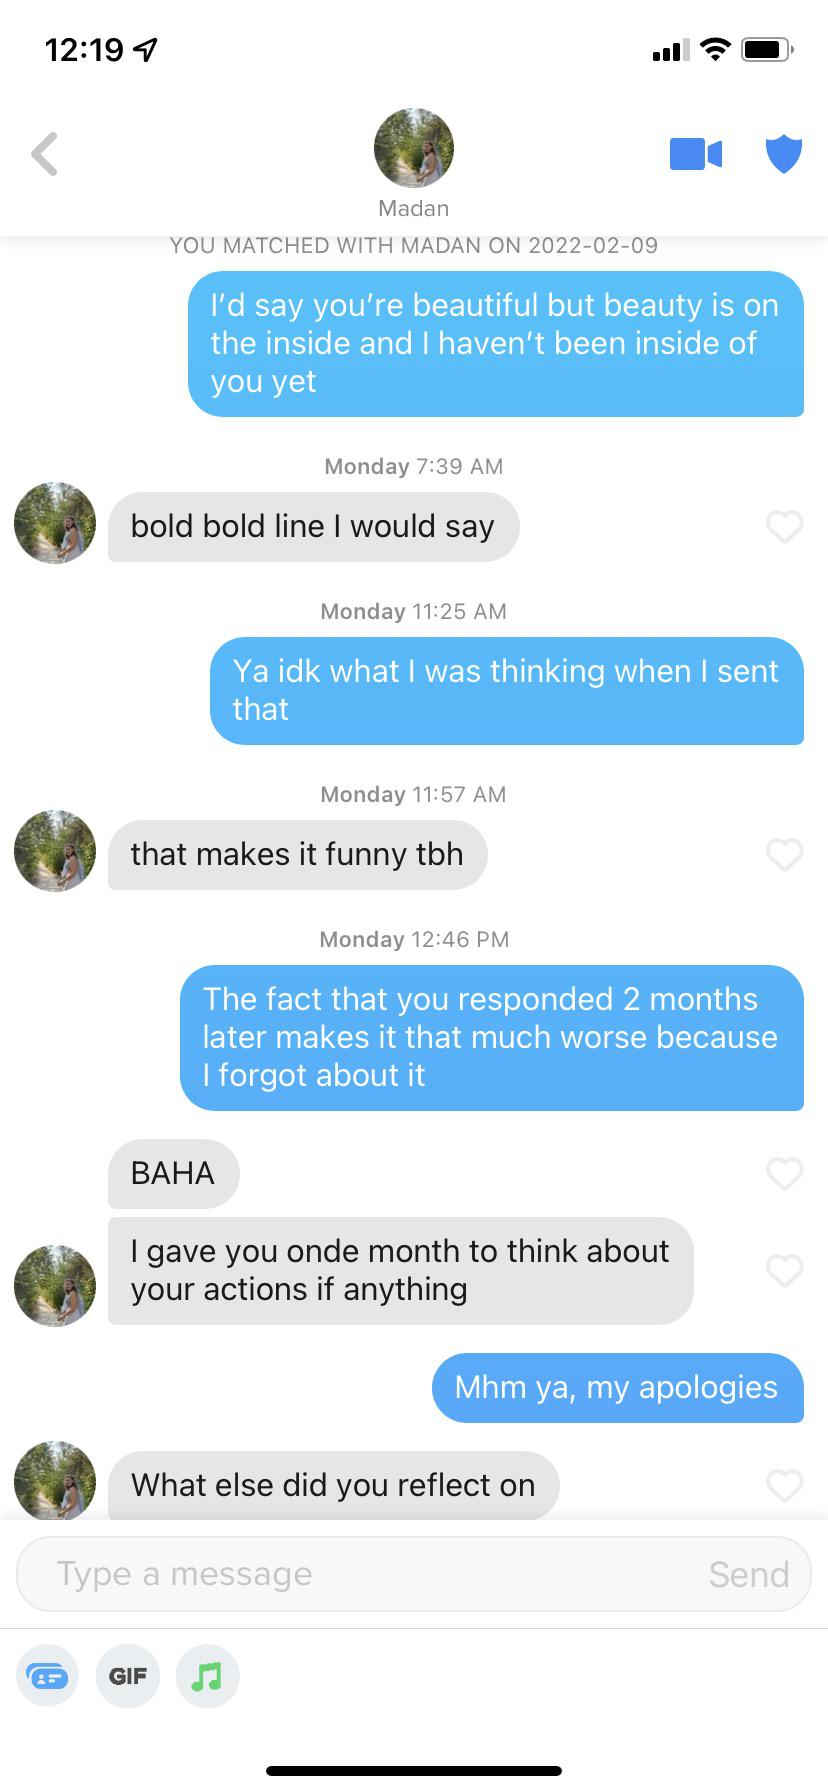 12:19
Madan
YOU MATCHED WITH MADAN ON 2022-02-09
I'd say you're beautiful but beauty is on
the inside and I haven't been inside of
you yet
Monday 7:39 AM
bold bold line I would say
Monday 11:25 AM
Ya idk what I was thinking when I sent
that
Monday 11:57 AM
that makes it funny tbh
Monday 12:46 PM
The fact that you responded 2 months
later makes it that much worse because
I forgot about it
BAHA
I gave you onde month to think about
your actions if anything
Mhm ya, my apologies
What else did you reflect on
Type a message Send
GIF